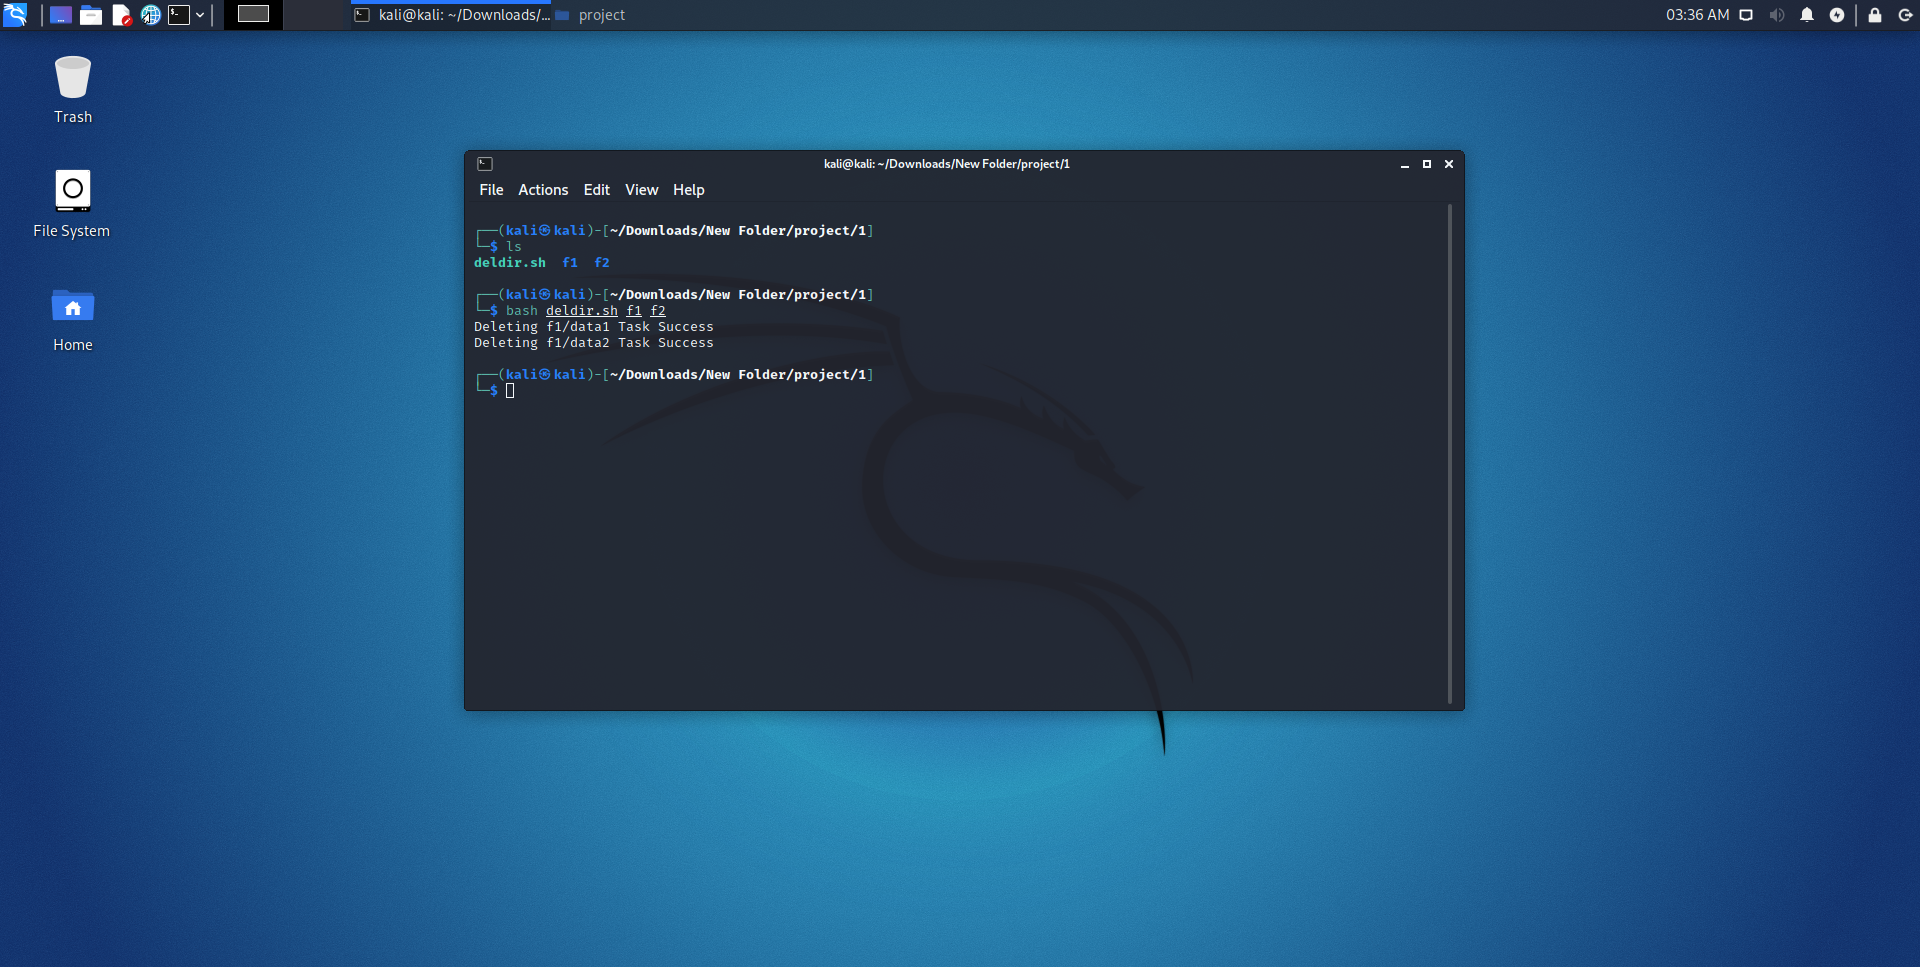 kali@kali: ~/Downloads/...
project
03:36 AM
Trash
File System
Home
kali@kali: ~/Downloads/New Folder/project/1
File Actions Edit View Help
┌──(kali㉿kali)-[~/Downloads/New Folder/project/1]
└─$ ls
deldir.sh f1 f2
┌──(kali㉿kali)-[~/Downloads/New Folder/project/1]
└─$ bash deldir.sh f1 f2
Deleting f1/data1 Task Success
Deleting f1/data2 Task Success
┌──(kali㉿kali)-[~/Downloads/New Folder/project/1]
└─$